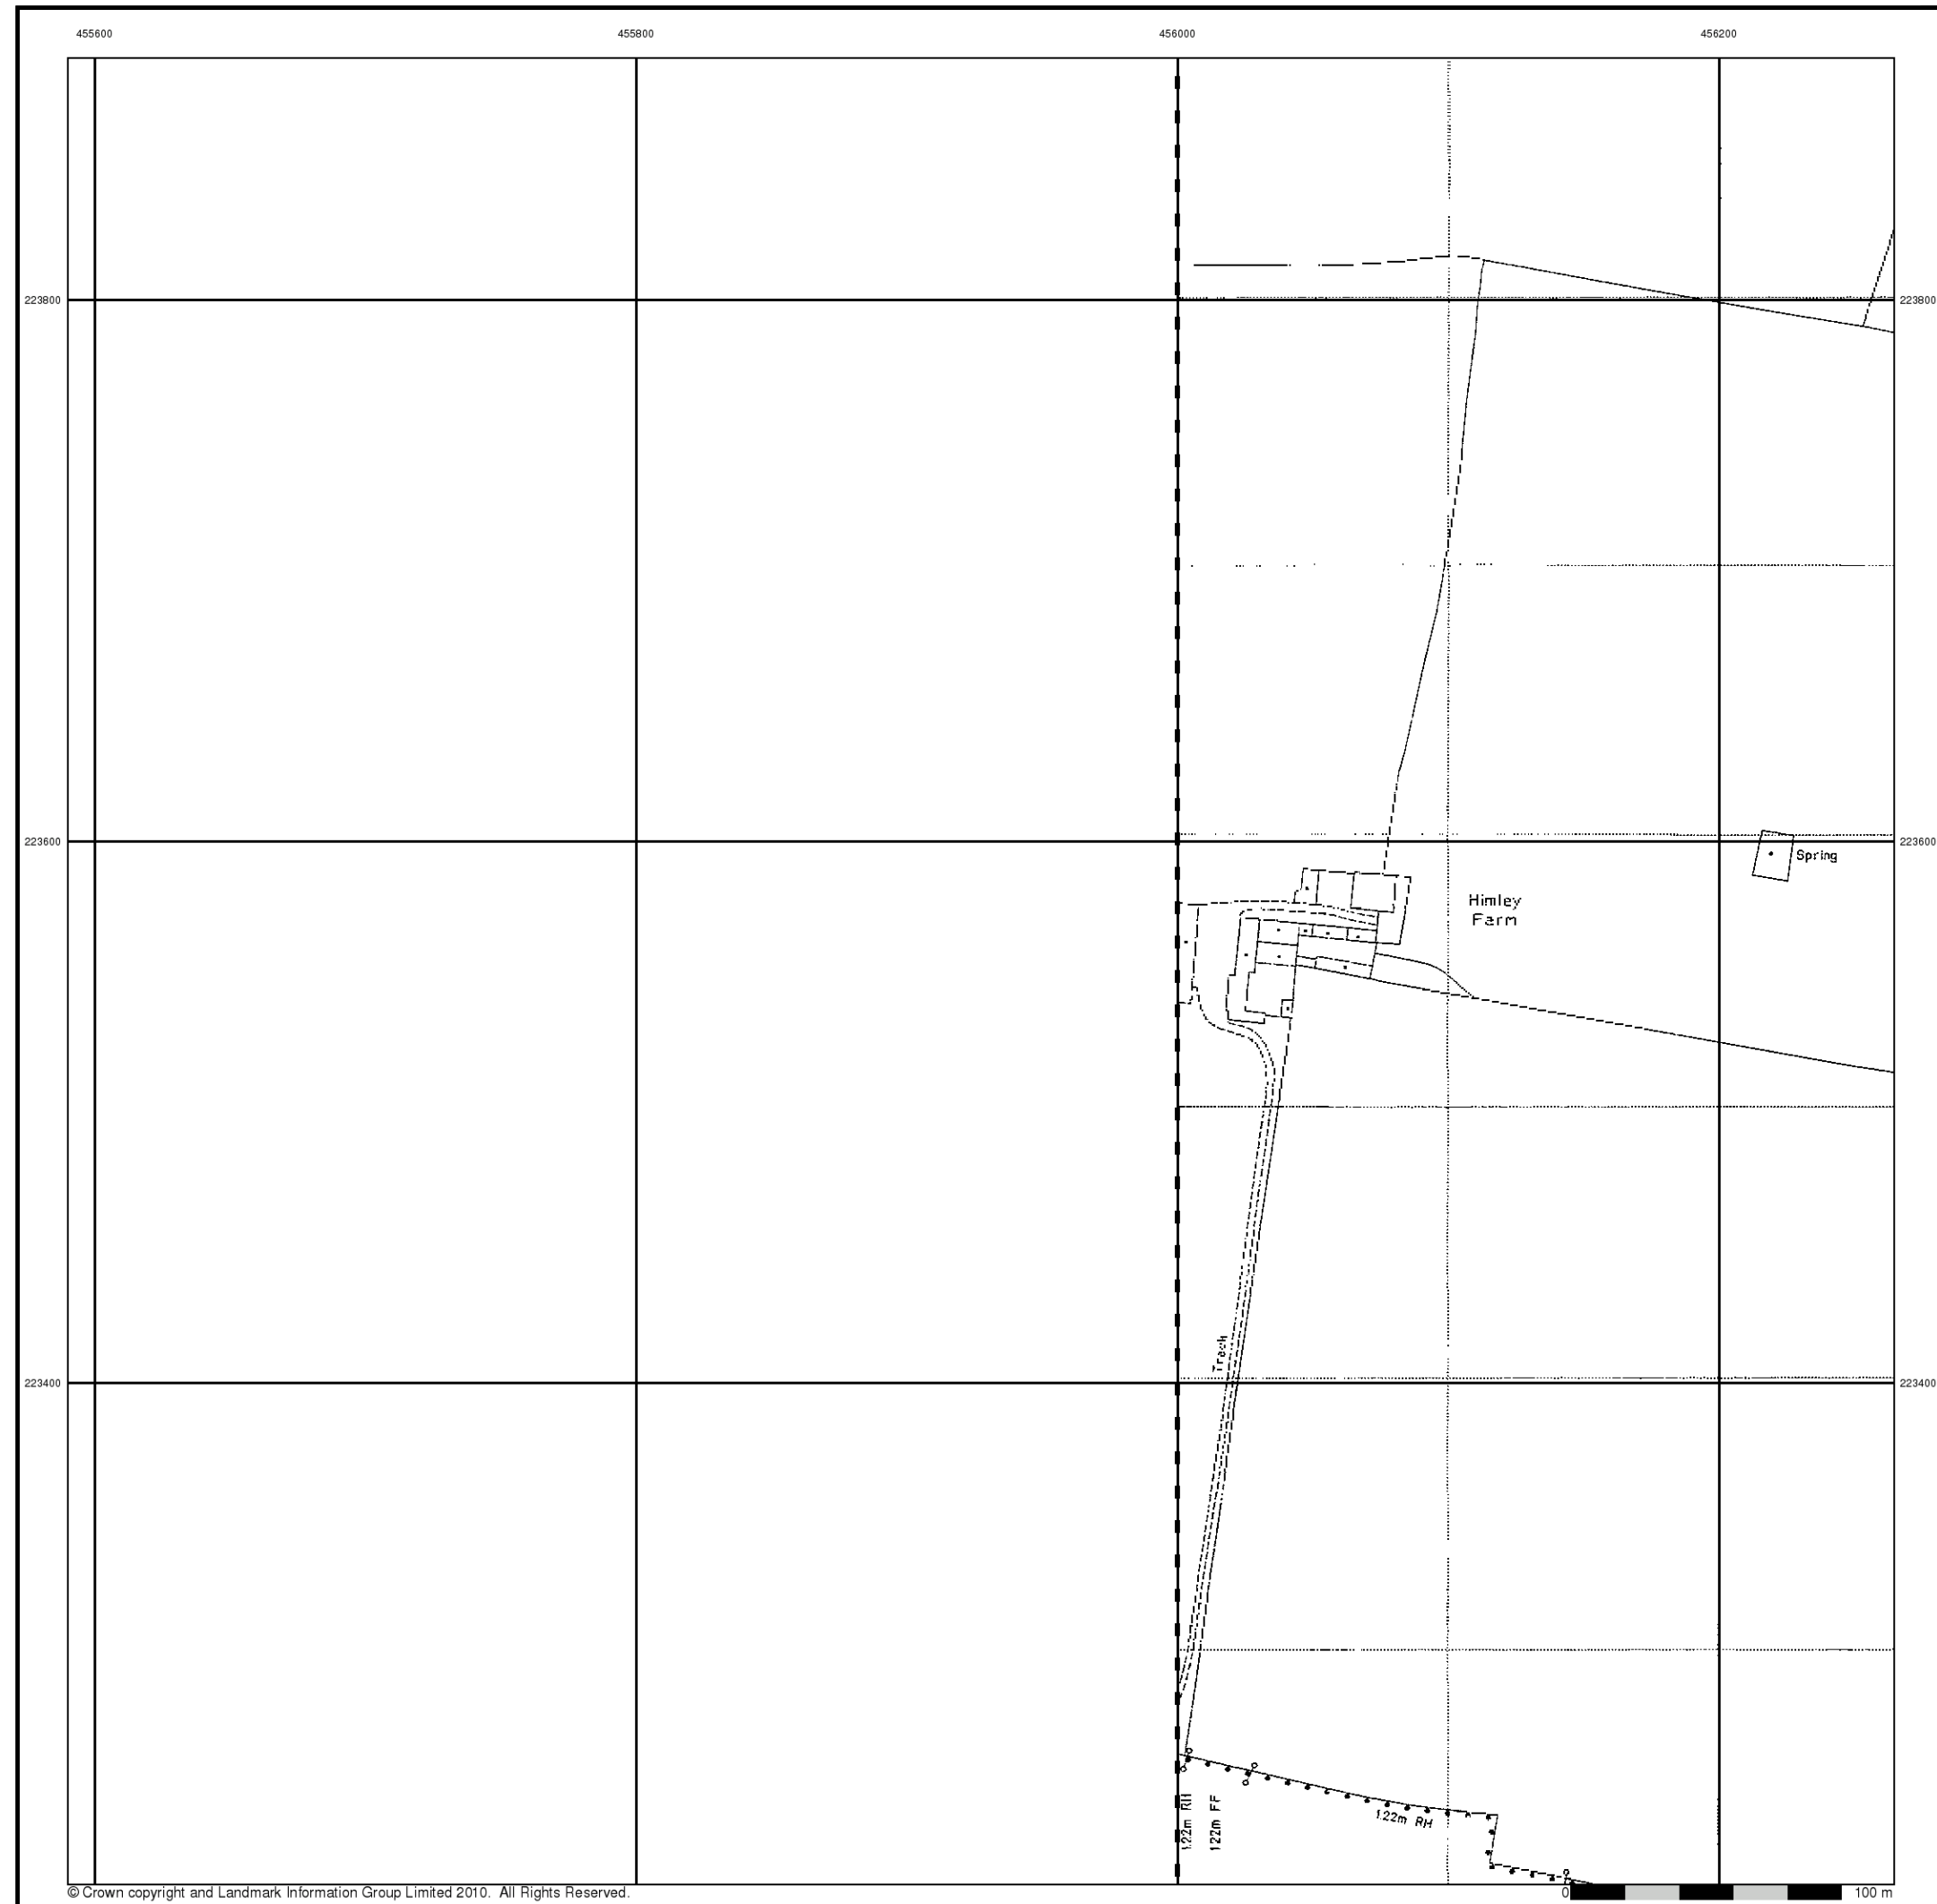 455600 455800 456000 456200
223800 223800
223600 223600
Spring
Himley
Farm
Track
223400 223400
1.22m RH
1.22m FF
1.22m RH
© Crown copyright and Landmark Information Group Limited 2010. All Rights Reserved.
0 100 m